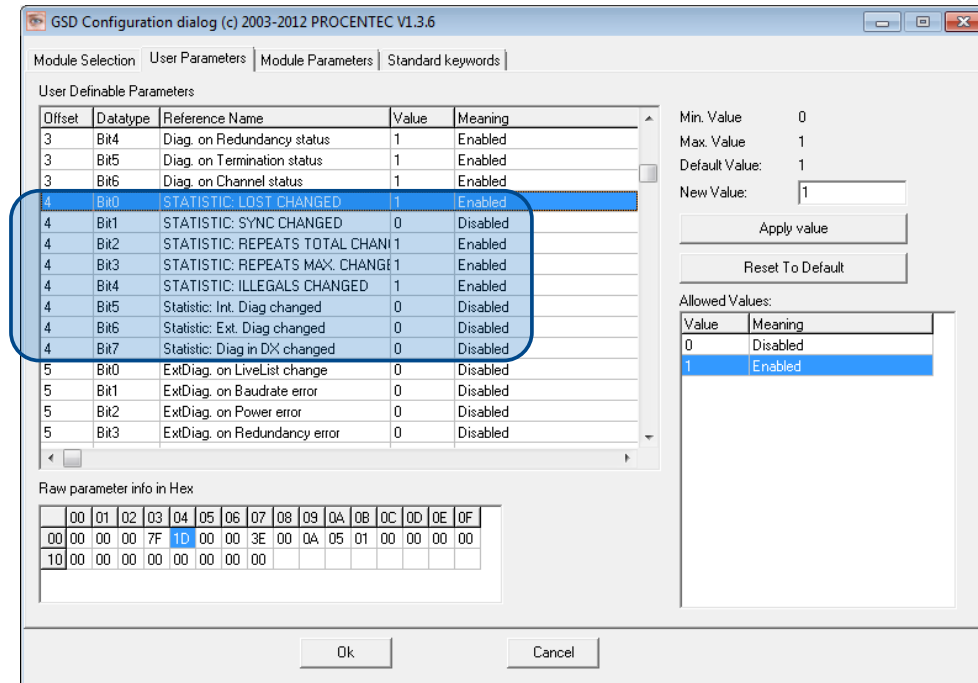 GSD Configuration dialog (c) 2003-2012 PROCENTEC V1.3.6
Module Selection User Parameters Module Parameters Standard keywords
User Definable Parameters
Offset Datatype Reference Name Value Meaning
3 Bit4 Diag. on Redundancy status 1 Enabled
3 Bit5 Diag. on Termination status 1 Enabled
3 Bit6 Diag. on Channel status 1 Enabled
4 Bit0 STATISTIC: LOST CHANGED 1 Enabled
4 Bit1 STATISTIC: SYNC CHANGED 0 Disabled
4 Bit2 STATISTIC: REPEATS TOTAL CHAN 1 Enabled
4 Bit3 STATISTIC: REPEATS MAX. CHANGE 1 Enabled
4 Bit4 STATISTIC: ILLEGALS CHANGED 1 Enabled
4 Bit5 Statistic: Int. Diag changed 0 Disabled
4 Bit6 Statistic: Ext. Diag changed 0 Disabled
4 Bit7 Statistic: Diag in DX changed 0 Disabled
5 Bit0 ExtDiag. on LiveList change 0 Disabled
5 Bit1 ExtDiag. on Baudrate error 0 Disabled
5 Bit2 ExtDiag. on Power error 0 Disabled
5 Bit3 ExtDiag. on Redundancy error 0 Disabled
Min. Value 0
Max. Value 1
Default Value: 1
New Value: 1
Apply value
Reset To Default
Allowed Values:
Value Meaning
0 Disabled
1 Enabled
Raw parameter info in Hex
00 01 02 03 04 05 06 07 08 09 0A 0B 0C 0D 0E 0F
00 00 00 00 7F 1D 00 00 3E 00 0A 05 01 00 00 00 00
10 00 00 00 00 00 00 00 00
Ok Cancel